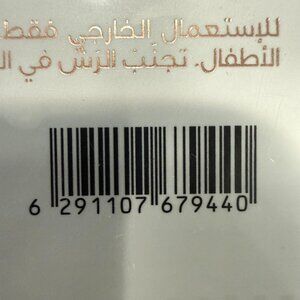 للإستعمال الخارجي فقط
الأطفال. تجنب الرش في
6 291107 679440